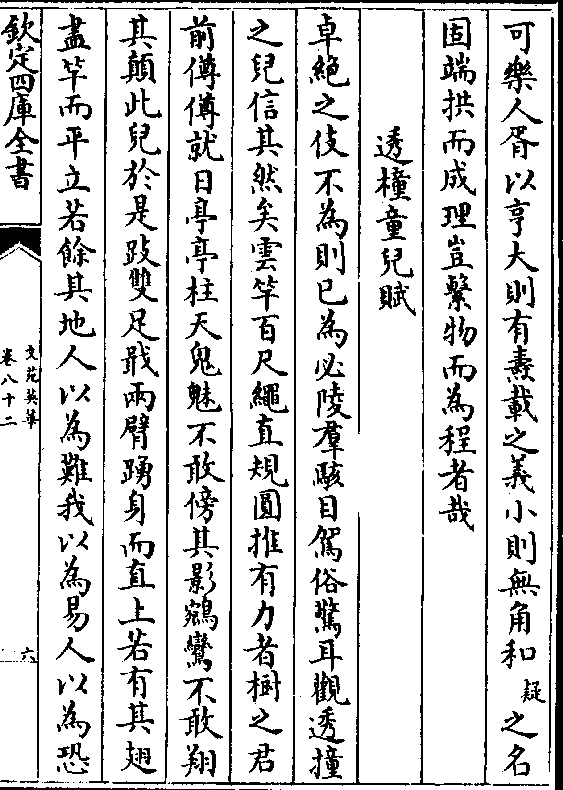 可樂人胥以亨大則有燾載之義小則無角和疑之名
固端拱而成理豈繫物而為程者哉
透橦童兒賦
卓絶之伎不為則已為必陵羣駭目駕俗驚耳觀透撞
之兒信其然矣雲竿百尺繩直規圓推有力者樹之君
前僔僔就日亭亭柱天鬼魅不敢傍其影鵷鸞不敢翔
其顛此兒於是跂雙足戢兩臂踴身而直上若有其翅
盡竿而平立若餘其地人以為難我以為易人以為恐
欽定四庫全書
文苑英華
卷八十二
六